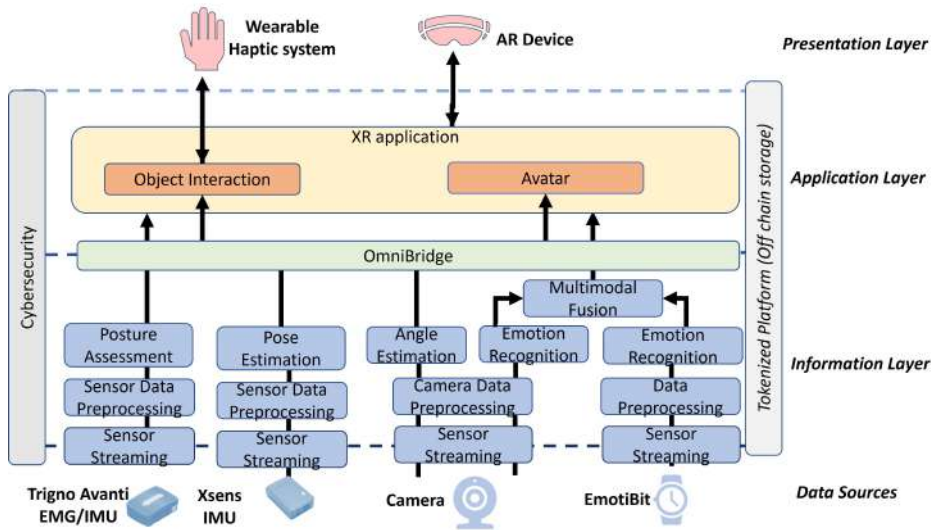 Wearable
Haptic system
AR Device
Presentation Layer
XR application
Object Interaction
Avatar
Application Layer
Cybersecurity
Tokenized Platform (Off chain storage)
OmniBridge
Multimodal
Fusion
Posture
Assessment
Pose
Estimation
Angle
Estimation
Emotion
Recognition
Emotion
Recognition
Information Layer
Sensor Data
Preprocessing
Sensor Data
Preprocessing
Camera Data
Preprocessing
Data
Preprocessing
Sensor
Streaming
Sensor
Streaming
Sensor
Streaming
Sensor
Streaming
Trigno Avanti
EMG/IMU
Xsens
IMU
Camera
EmotiBit
Data Sources